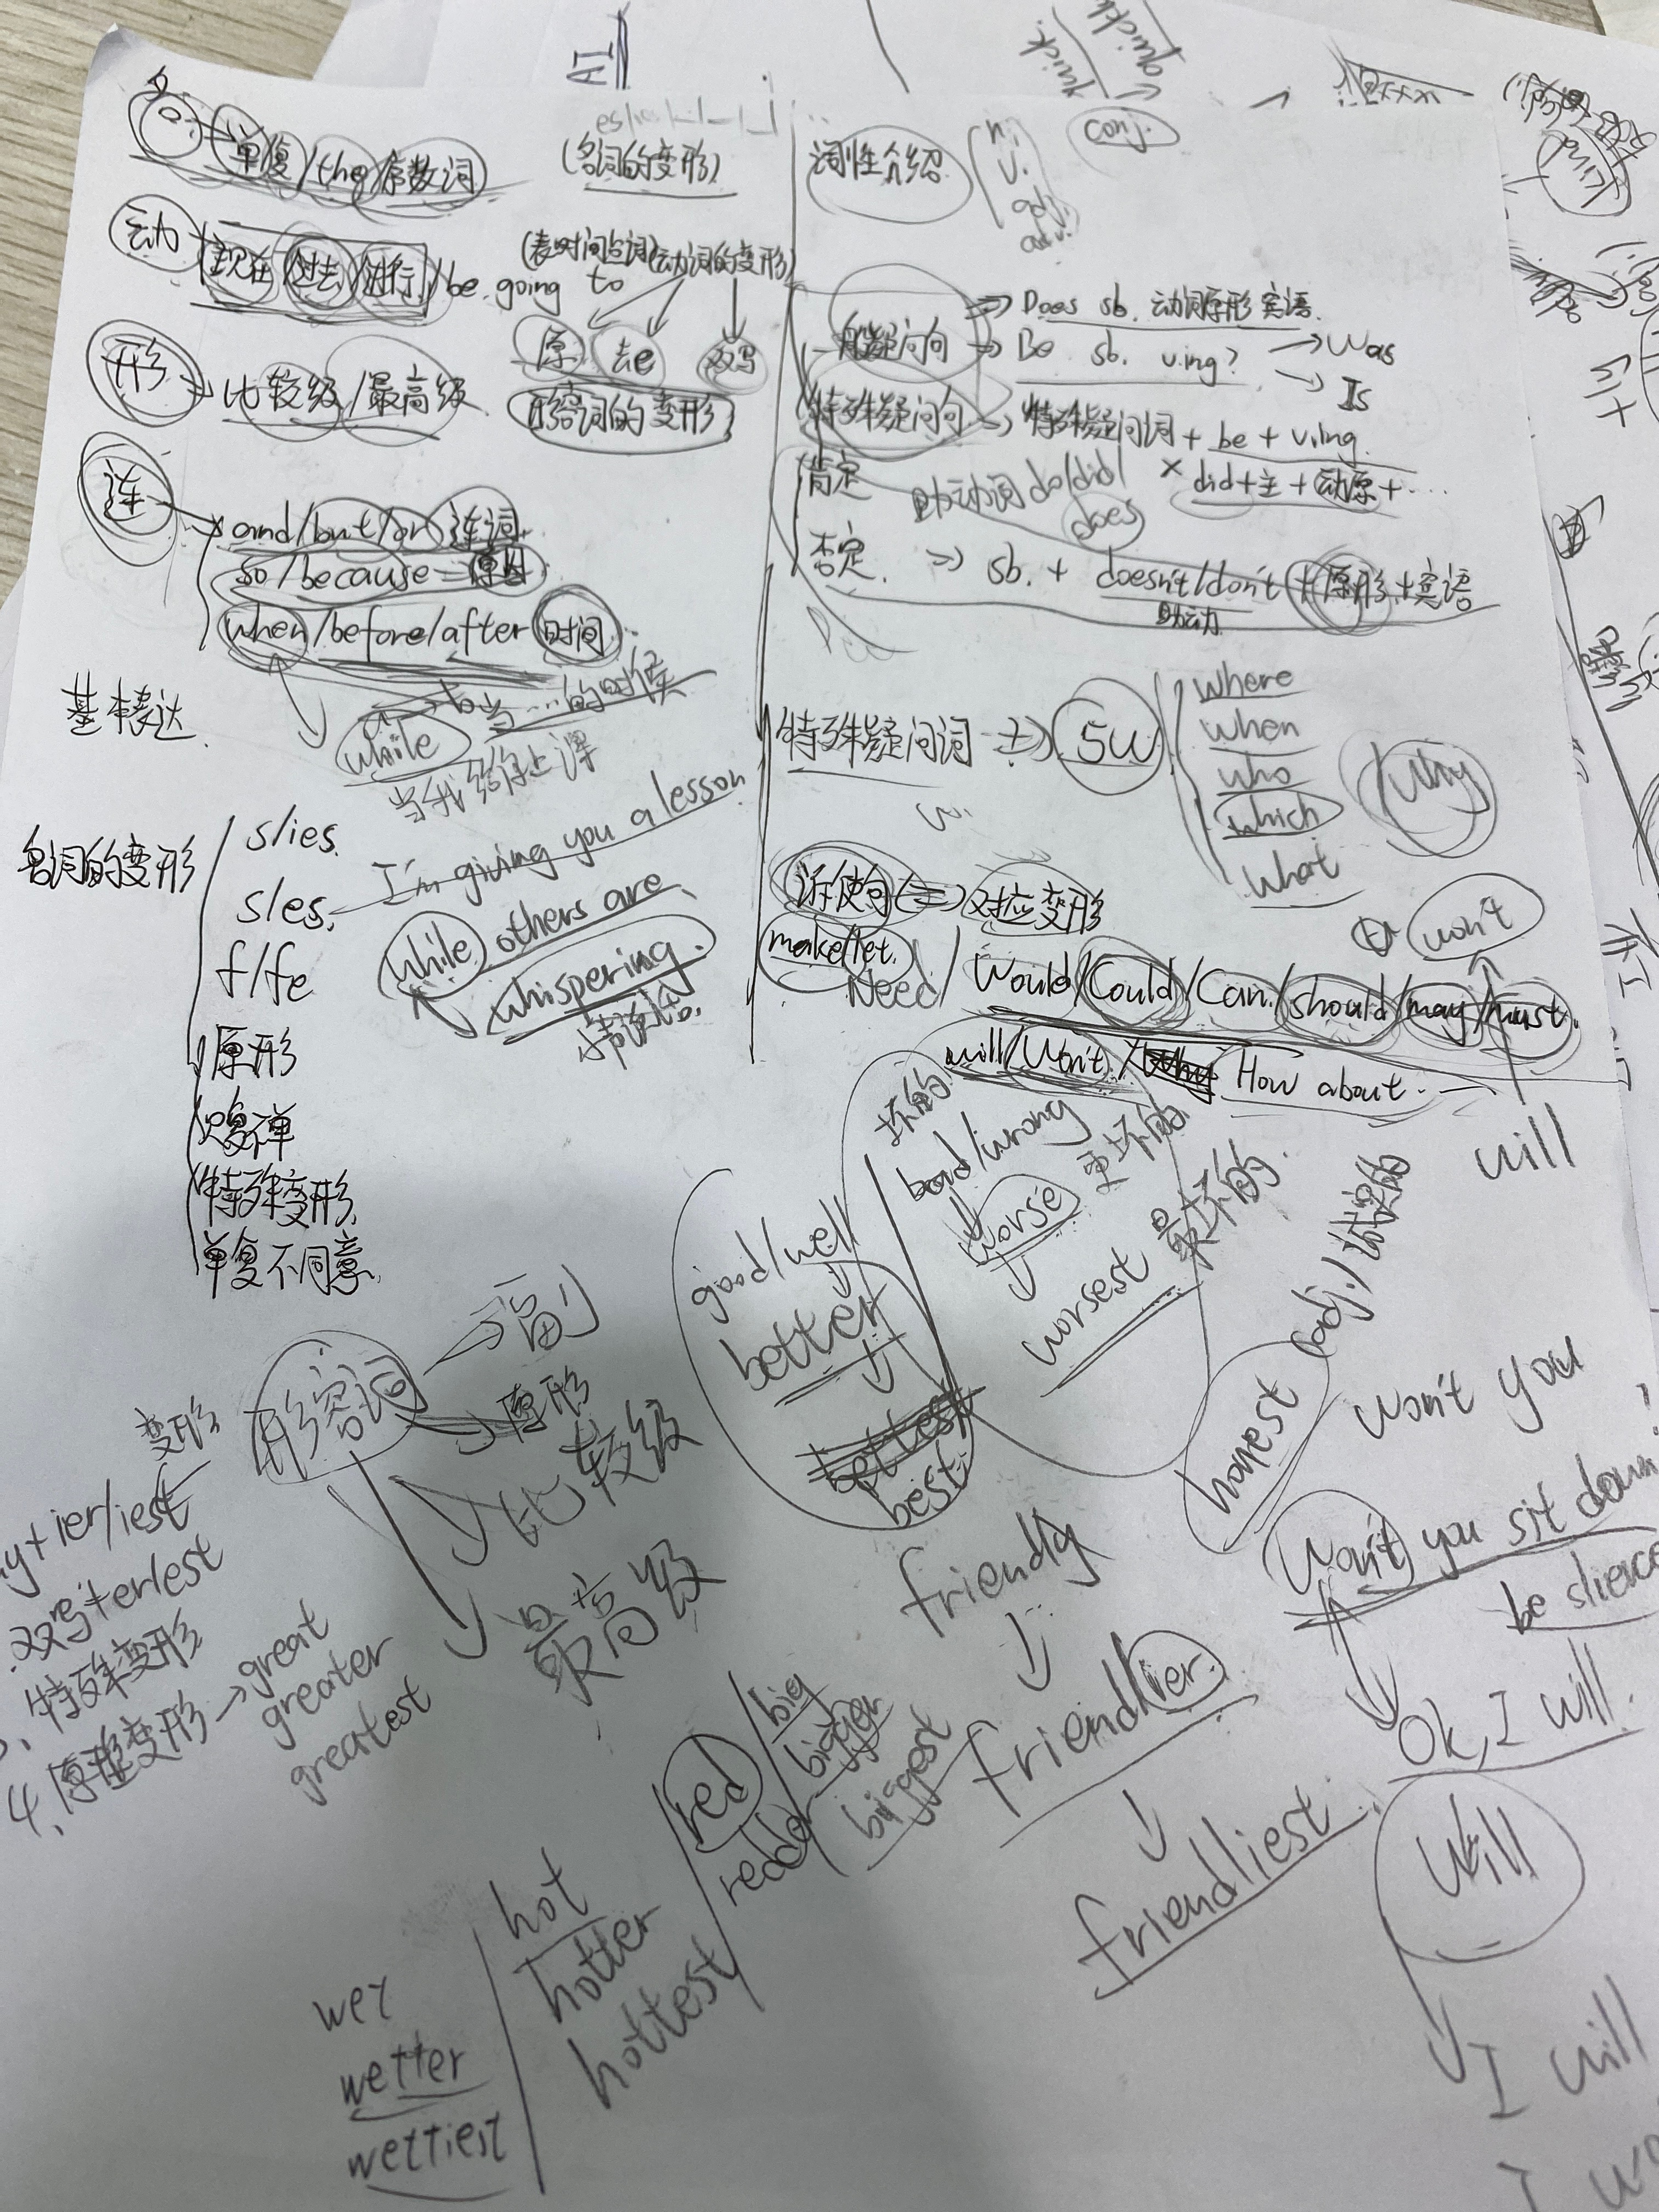 AI
quick
名→单复/the/序数词
(名词的变形)
动 现在/过去/进行/be going to
(表时间台词)动词的变形
原 去e 双写
形→比较级/最高级
形容词的变形
连
and/but/or 连词
so/because=原因
when/before/after 时间
while
当...的时候
当我给你上课
基本表达
名词的变形
s/ies
s/es
f/fe
原形
只复不单
特殊变形
单复不同意
I'm giving you a lesson
while others are
whispering
词性介绍
n.
v.
adj.
adv.
conj.
一般疑问句
⇒ Does sb. 动词原形 宾语
⇒ Be sb. v.ing? → Was
→ Is
特殊疑问句 → 特殊疑问词 + be + v.ing
肯定 助动词 do/did/
does
× did+主+动原+...
否定 ⇒ sb. + doesn't/don't +原形+宾语
助动
特殊疑问词 ⇒ 5W
where
when
who
which
what
why
祈使句 ⇒ 对应变形
make/let.
Need / Would/Could/Can/should/may/must.
won't
will/Won't/ How about...
will
坏的
bad/wrong
worse 更坏的
worsest 最坏的
good/well
better
bettest
best
honest (adj.) 诚实的
形容词
→副
→原形
比较级
最高级
变形
y+ier/iest
双写+er/est
特殊变形
4、原型变形→great
greater
greatest
friendly
friendlier
friendliest
won't you
Won't you sit down
be slience
Ok, I will.
Will
I will
big
bigger
biggest
red
redder
hot
hotter
hottest
wet
wetter
wettiest